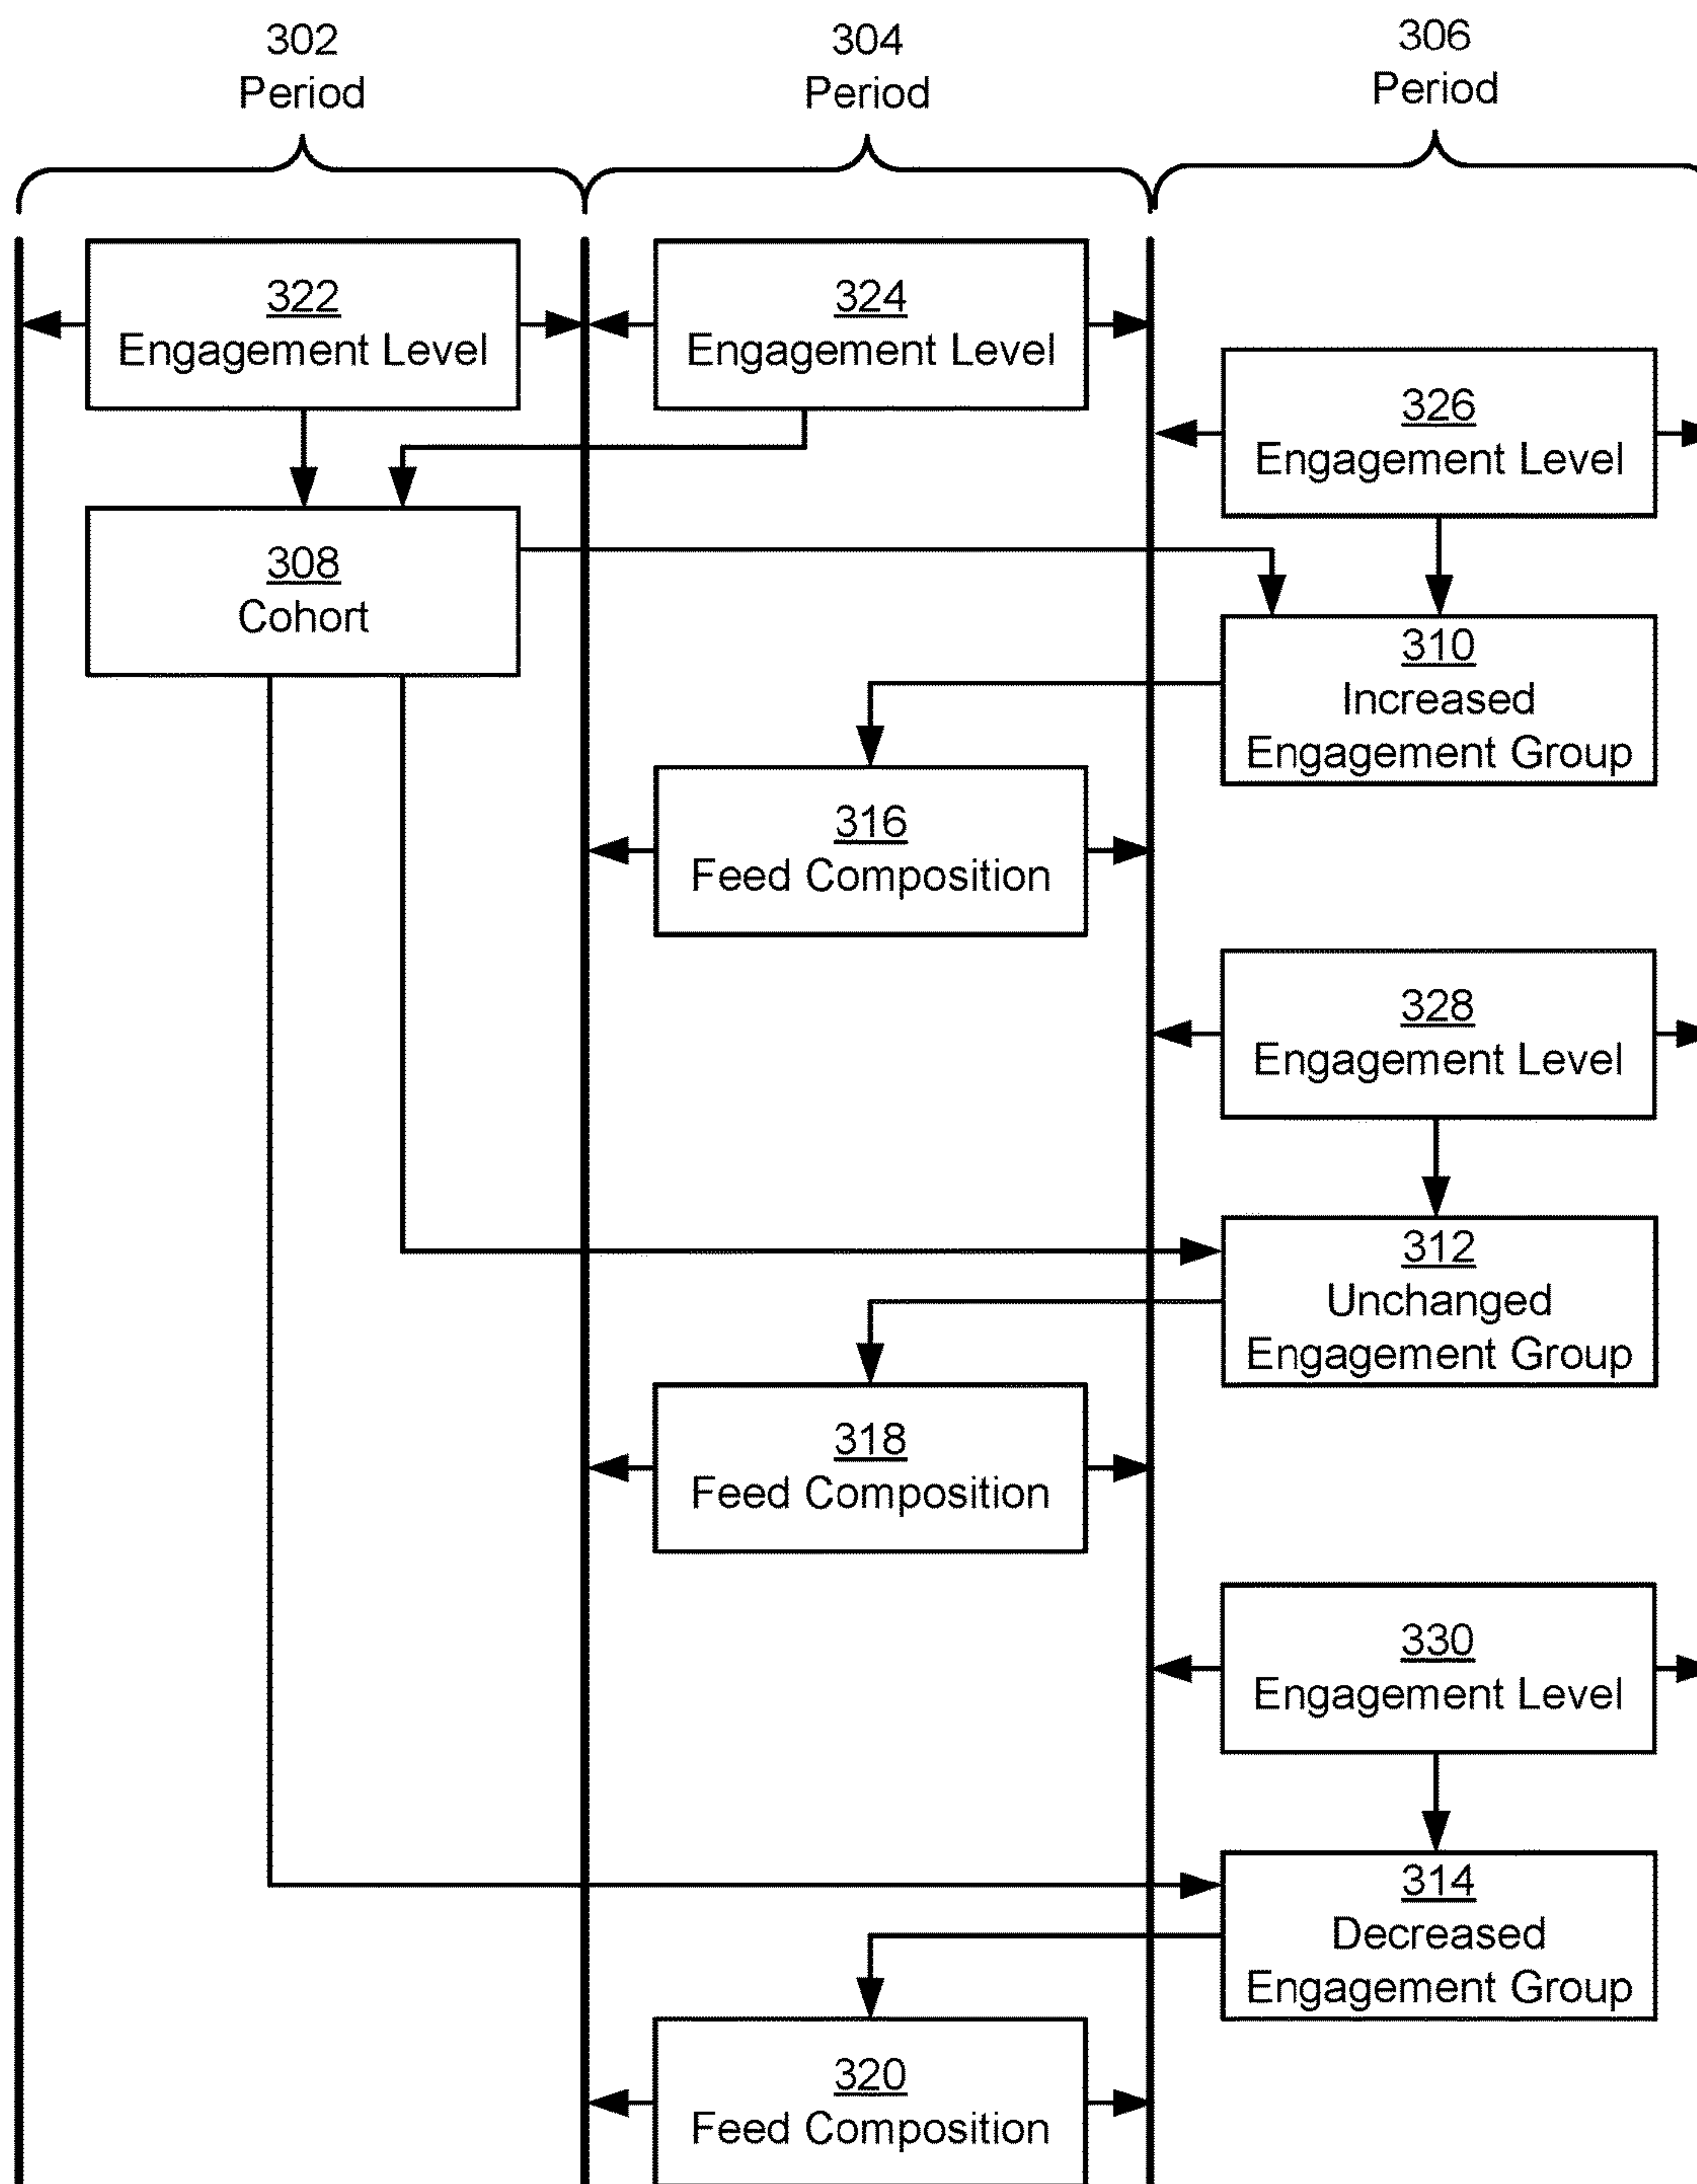 302
Period
304
Period
306
Period
322
Engagement Level
324
Engagement Level
326
Engagement Level
308
Cohort
310
Increased
Engagement Group
316
Feed Composition
328
Engagement Level
312
Unchanged
Engagement Group
318
Feed Composition
330
Engagement Level
314
Decreased
Engagement Group
320
Feed Composition